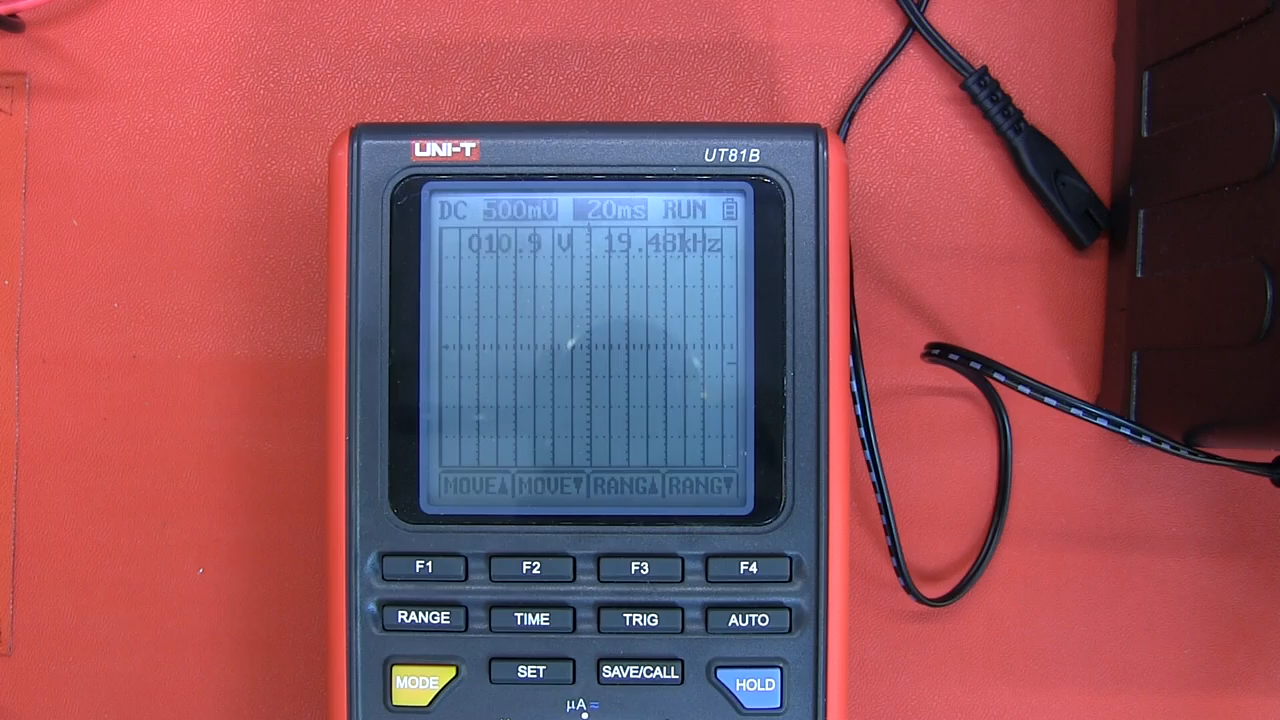 UNI-T
UT81B
DC 500mV 20ms RUN
010.9 V 19.48kHz
MOVE▲ MOVE▼ RANG▲ RANG▼
F1 F2 F3 F4
RANGE TIME TRIG AUTO
MODE SET SAVE/CALL HOLD
μA